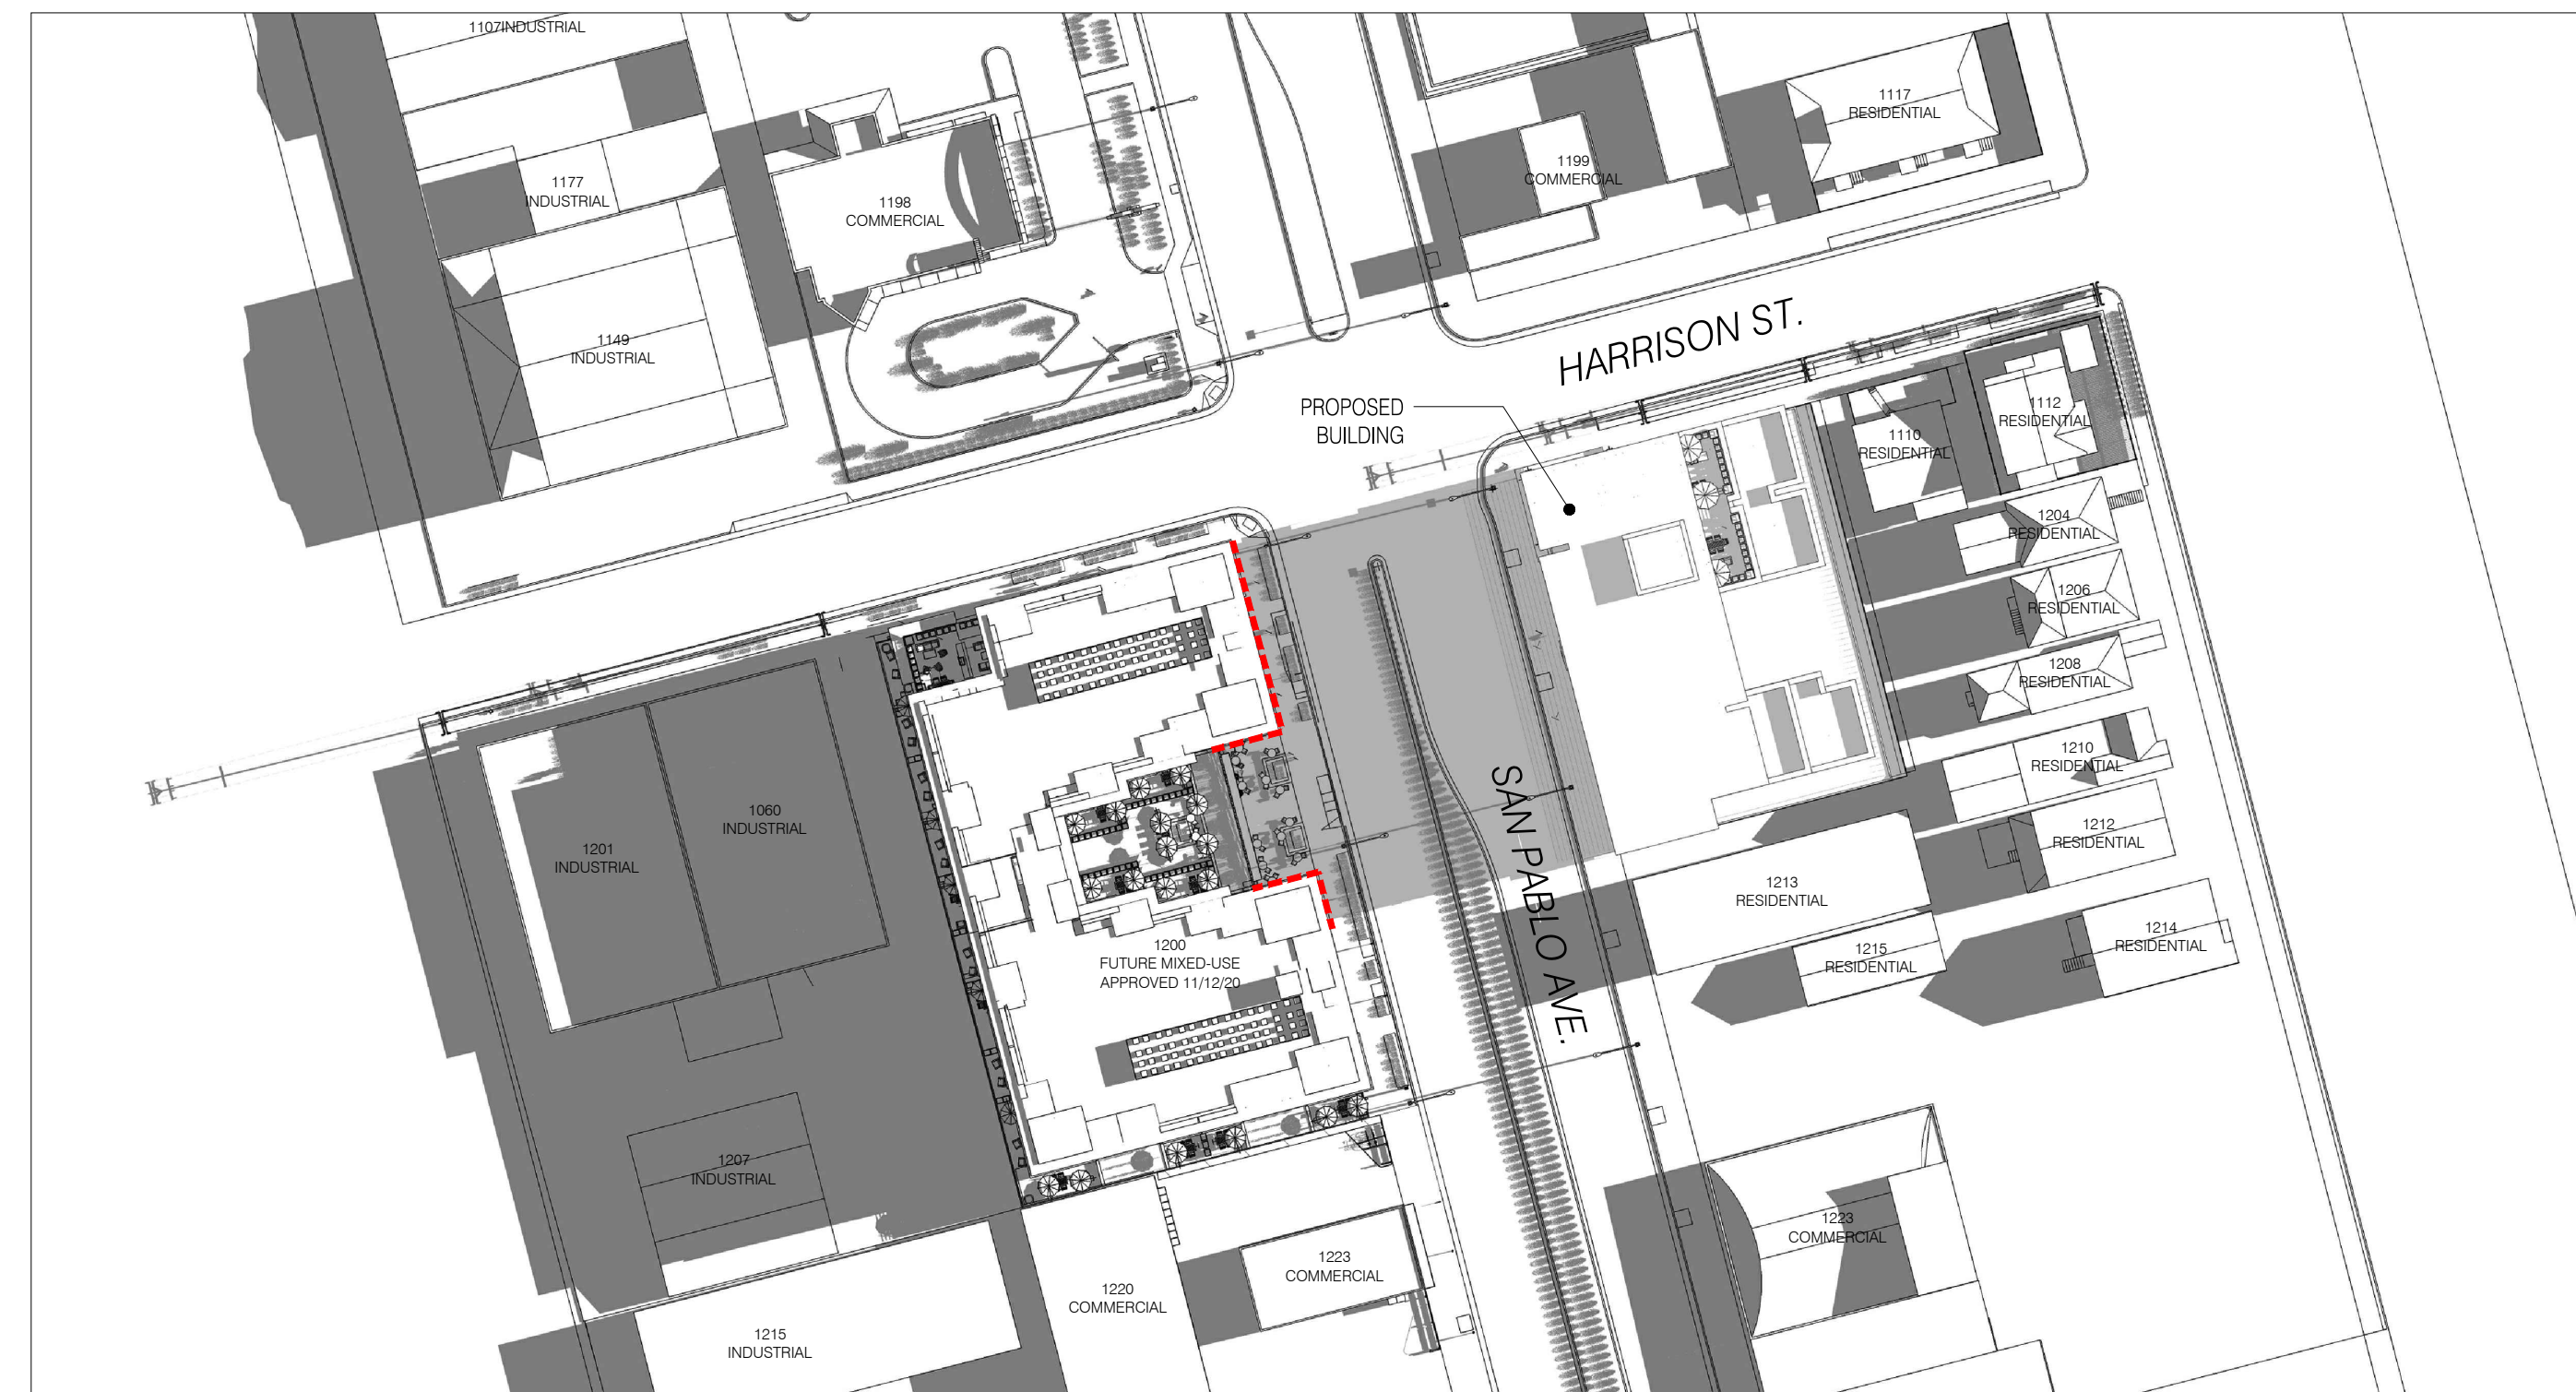 1107INDUSTRIAL
1177
INDUSTRIAL
1198
COMMERCIAL
1199
COMMERCIAL
1117
RESIDENTIAL
1149
INDUSTRIAL
HARRISON ST.
PROPOSED
BUILDING
1110
RESIDENTIAL
1112
RESIDENTIAL
1204
RESIDENTIAL
1206
RESIDENTIAL
1208
RESIDENTIAL
1210
RESIDENTIAL
1212
RESIDENTIAL
1060
INDUSTRIAL
1201
INDUSTRIAL
SAN PABLO AVE.
1213
RESIDENTIAL
1215
RESIDENTIAL
1214
RESIDENTIAL
1200
FUTURE MIXED-USE
APPROVED 11/12/20
1207
INDUSTRIAL
1223
COMMERCIAL
1223
COMMERCIAL
1220
COMMERCIAL
1215
INDUSTRIAL